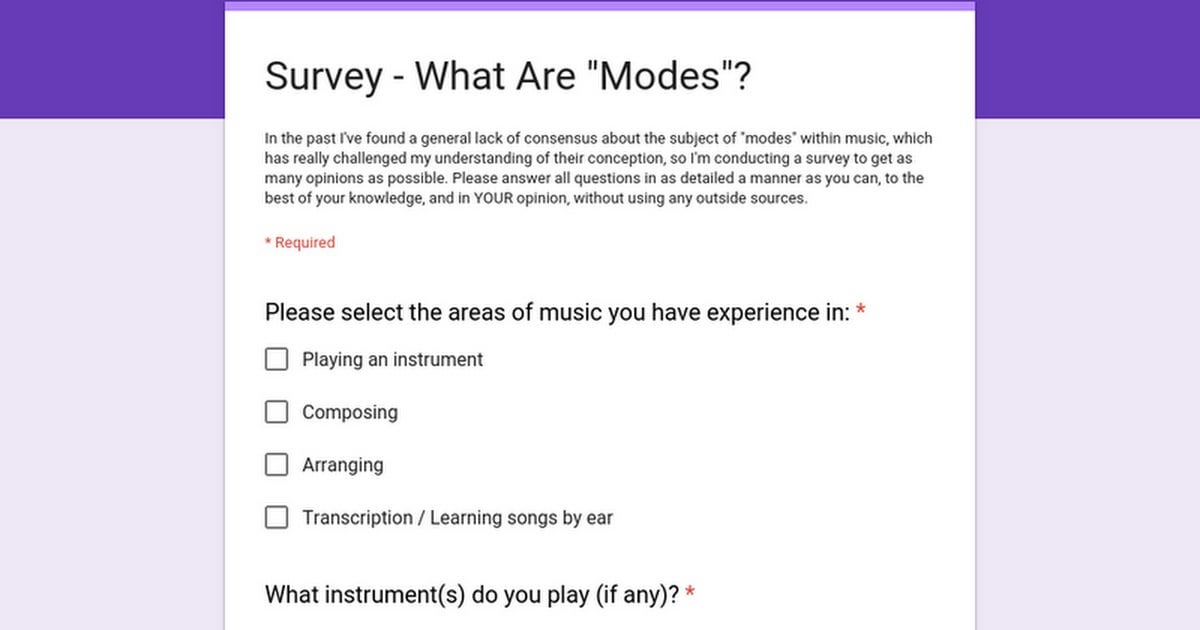 Survey - What Are "Modes"?
In the past I've found a general lack of consensus about the subject of "modes" within music, which
has really challenged my understanding of their conception, so I'm conducting a survey to get as
many opinions as possible. Please answer all questions in as detailed a manner as you can, to the
best of your knowledge, and in YOUR opinion, without using any outside sources.
* Required
Please select the areas of music you have experience in: *
Playing an instrument
Composing
Arranging
Transcription / Learning songs by ear
What instrument(s) do you play (if any)? *